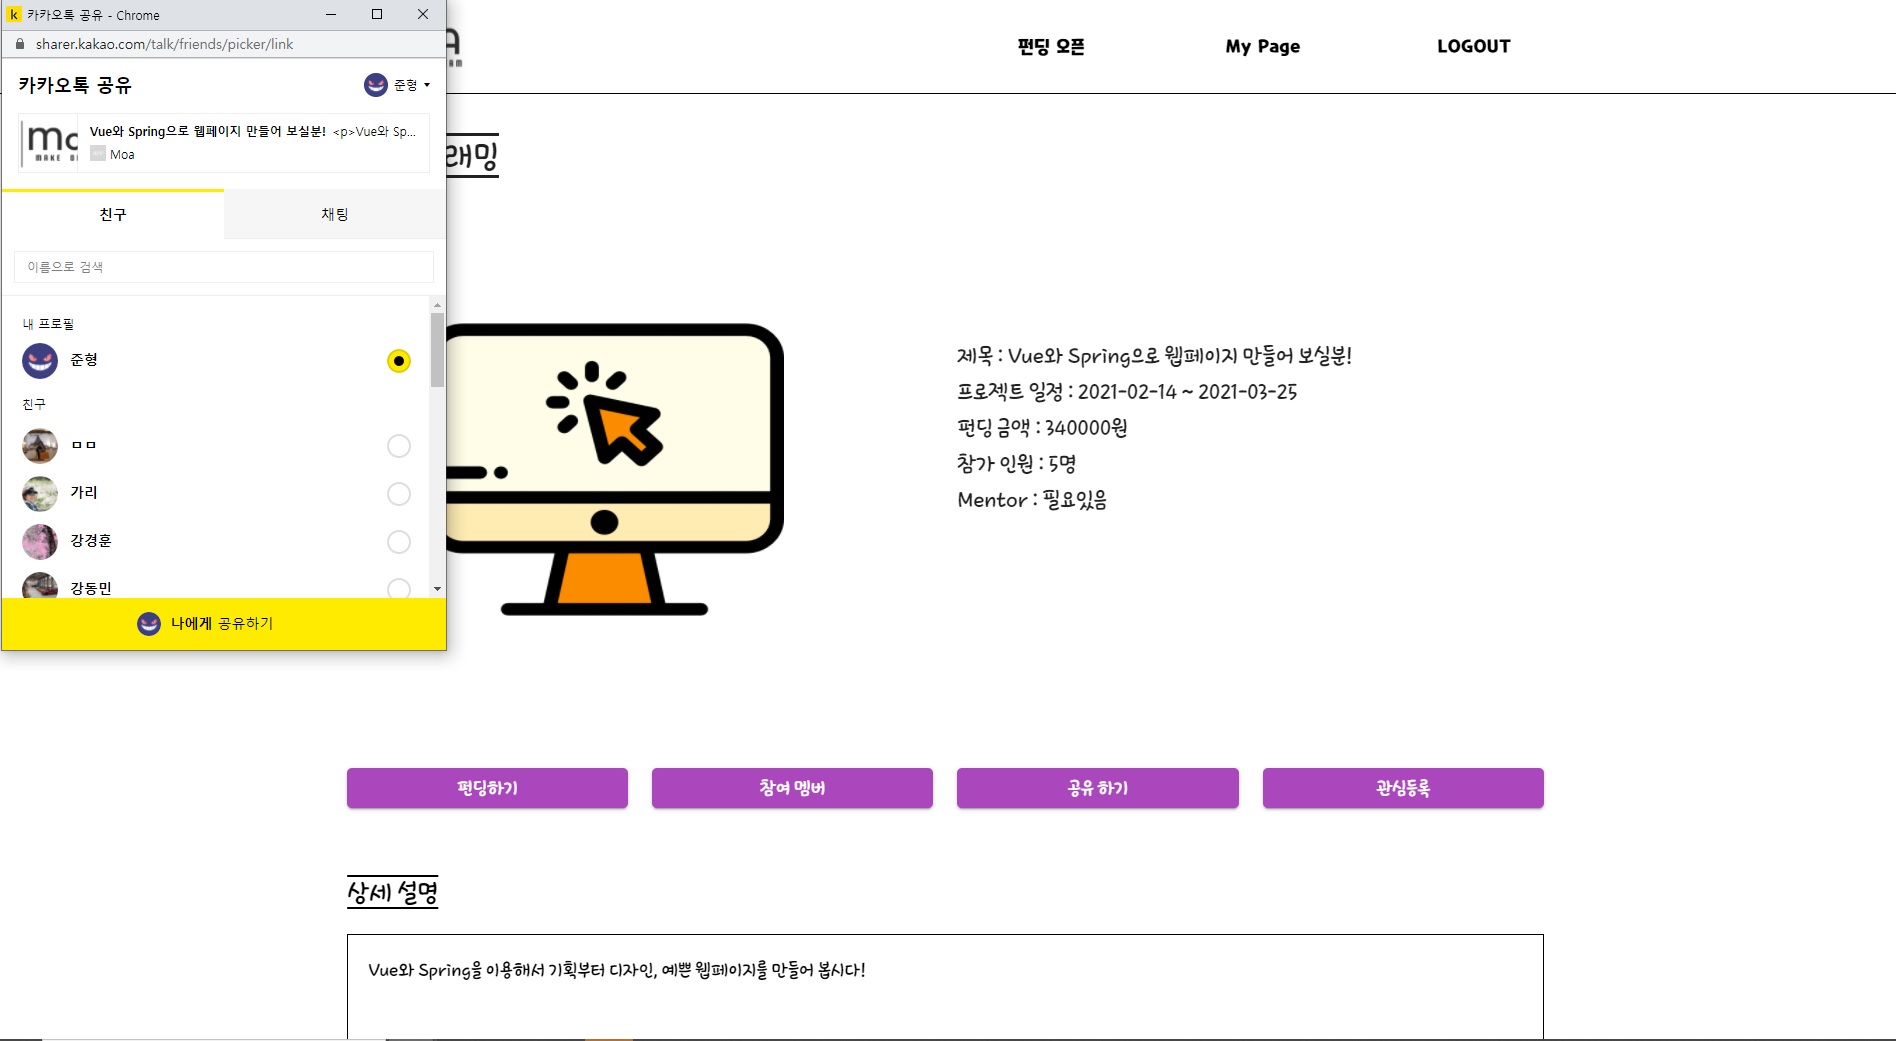 카카오톡 공유 - Chrome
sharer.kakao.com/talk/friends/picker/link
카카오톡 공유
준형
Vue와 Spring으로 웹페이지 만들어 보실분! <p>Vue와 Sp...
Moa
친구
채팅
이름으로 검색
내 프로필
준형
친구
ㅁㅁ
가리
강경훈
강동민
나에게 공유하기
펀딩 오픈
My Page
LOGOUT
래밍
제목 : Vue와 Spring으로 웹페이지 만들어 보실분!
프로젝트 일정 : 2021-02-14 ~ 2021-03-25
펀딩 금액 : 340000원
참가 인원 : 5명
Mentor : 필요있음
펀딩하기
참여 멤버
공유 하기
관심등록
상세 설명
Vue와 Spring을 이용해서 기획부터 디자인, 예쁜 웹페이지를 만들어 봅시다!